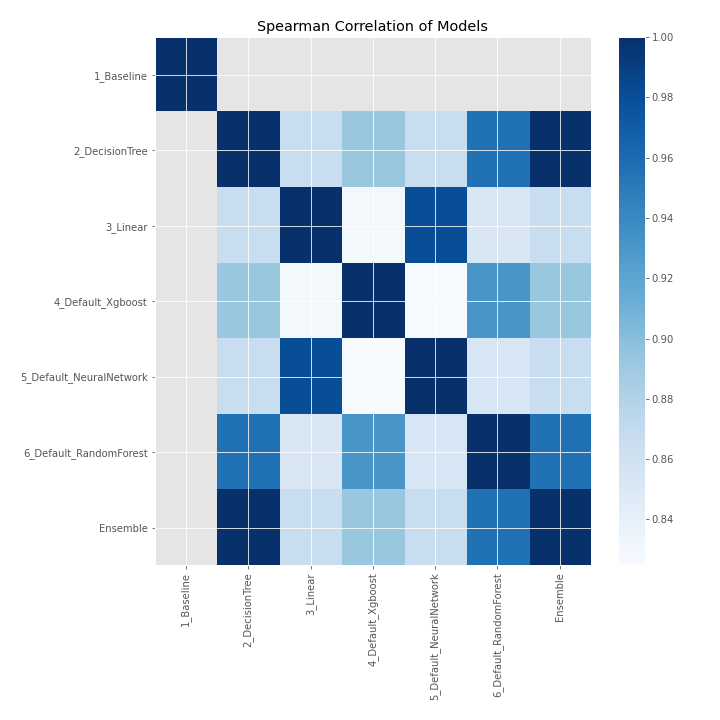 Spearman Correlation of Models
1_Baseline
2_DecisionTree
3_Linear
4_Default_Xgboost
5_Default_NeuralNetwork
6_Default_RandomForest
Ensemble
1_Baseline
2_DecisionTree
3_Linear
4_Default_Xgboost
5_Default_NeuralNetwork
6_Default_RandomForest
Ensemble
1.00
0.98
0.96
0.94
0.92
0.90
0.88
0.86
0.84